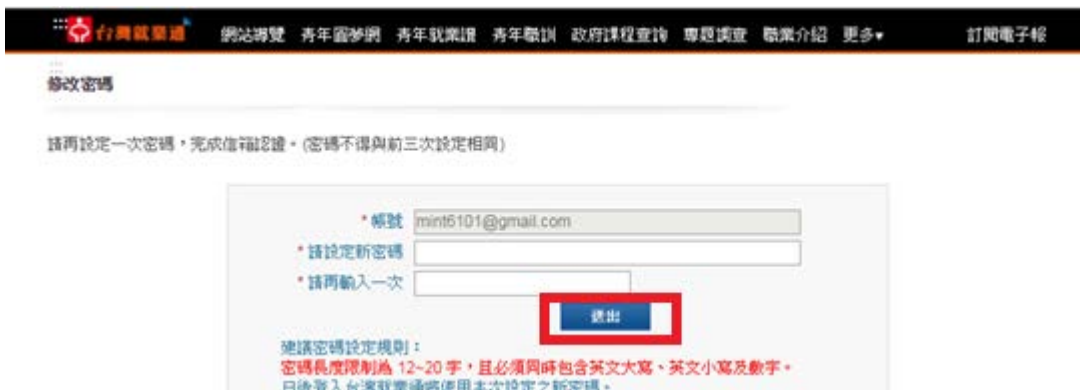 台灣就業通 網站導覽 青年圓夢網 青年就業讚 青年職訓 政府課程查詢 專題調查 職業介紹 更多▾ 訂閱電子報
修改密碼
請再設定一次密碼，完成信箱認證。(密碼不得與前三次設定相同)
*帳號 mint6101@gmail.com
*請設定新密碼
*請再輸入一次
送出
建議密碼設定規則：
密碼長度限制為 12~20 字，且必須同時包含英文大寫、英文小寫及數字。
日後登入台灣就業通將使用本次設定之新密碼。